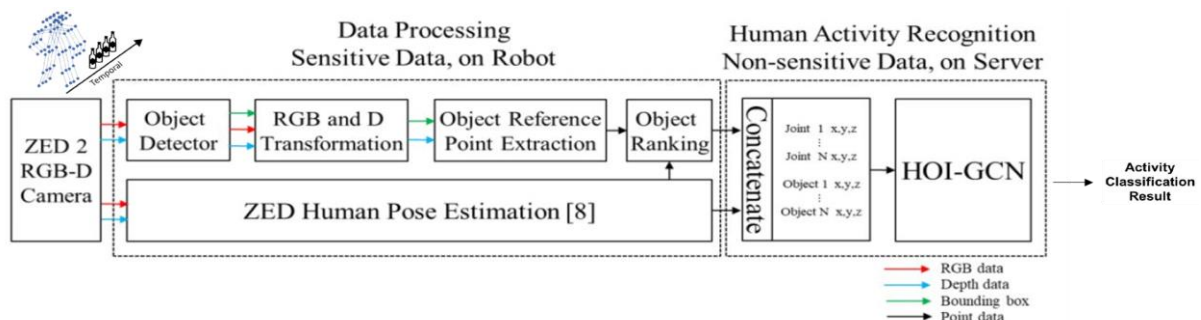 Temporal
Data Processing
Sensitive Data, on Robot
Human Activity Recognition
Non-sensitive Data, on Server
ZED 2
RGB-D
Camera
Object
Detector
RGB and D
Transformation
Object Reference
Point Extraction
Object
Ranking
ZED Human Pose Estimation [8]
Concatenate
Joint 1 x,y,z
⋮
Joint N x,y,z
Object 1 x,y,z
⋮
Object N x,y,z
HOI-GCN
Activity
Classification
Result
RGB data
Depth data
Bounding box
Point data